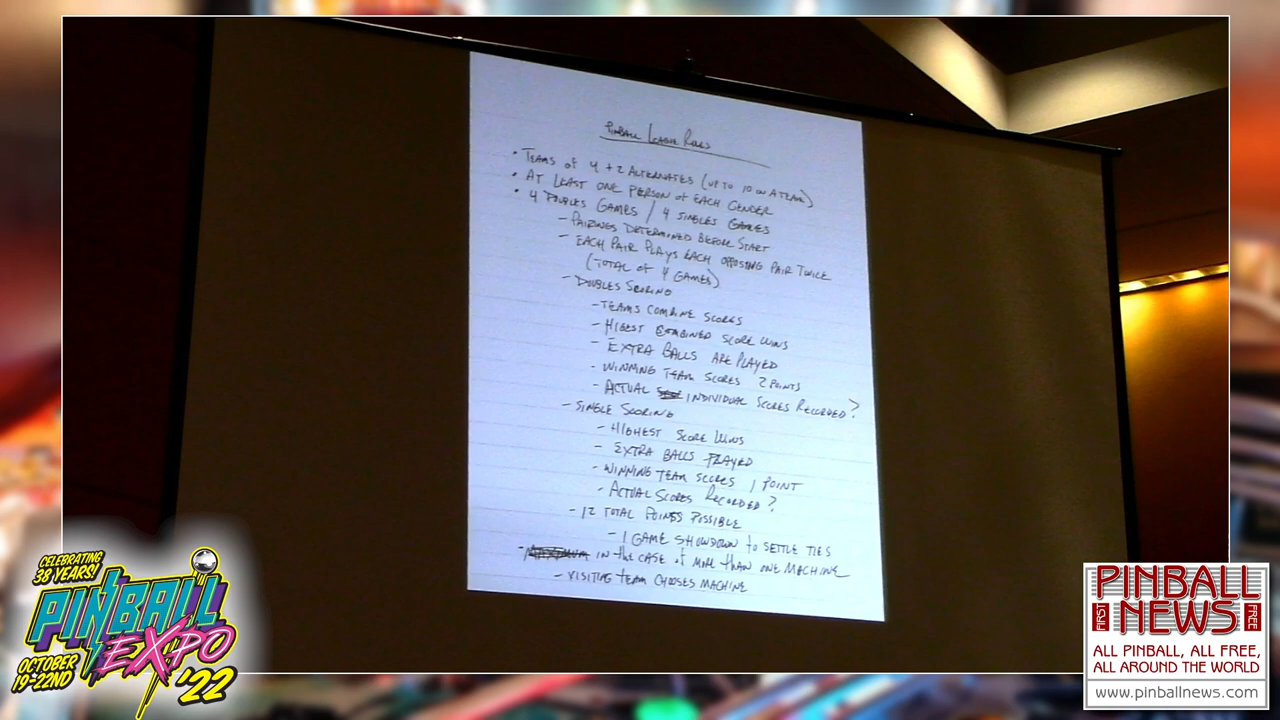 PINBALL LEAGUE RULES
• TEAMS of 4 + 2 ALTERNATES (UP TO 10 ON A TEAM)
• AT LEAST ONE PERSON of EACH GENDER
• 4 DOUBLES GAMES / 4 SINGLES GAMES
- PAIRINGS DETERMINED BEFORE START
- EACH PAIR PLAYS EACH OPPOSING PAIR TWICE
(TOTAL OF 4 GAMES)
- DOUBLES SCORING
- TEAMS COMBINE SCORES
- HIGEST COMBINED SCORE WINS
- EXTRA BALLS ARE PLAYED
- WINNING TEAM SCORES 2 POINTS
- ACTUAL INDIVIDUAL SCORES RECORDED?
- SINGLE SCORING
- HIGHEST SCORE WINS
- EXTRA BALLS PLAYED
- WINNING TEAM SCORES 1 POINT
- ACTUAL SCORES RECORDED?
- 12 TOTAL POINTS POSSIBLE
- 1 GAME SHOWDOWN to SETTLE TIES
- IN the CASE of MORE than ONE MACHINE
- VISITING TEAM CHOOSES MACHINE
CELEBRATING
38 YEARS!
PINBALL
EXPO
OCTOBER
19-22ND
'22
PINBALL
FIRST NEWS FREE
ALL PINBALL, ALL FREE,
ALL AROUND THE WORLD
www.pinballnews.com